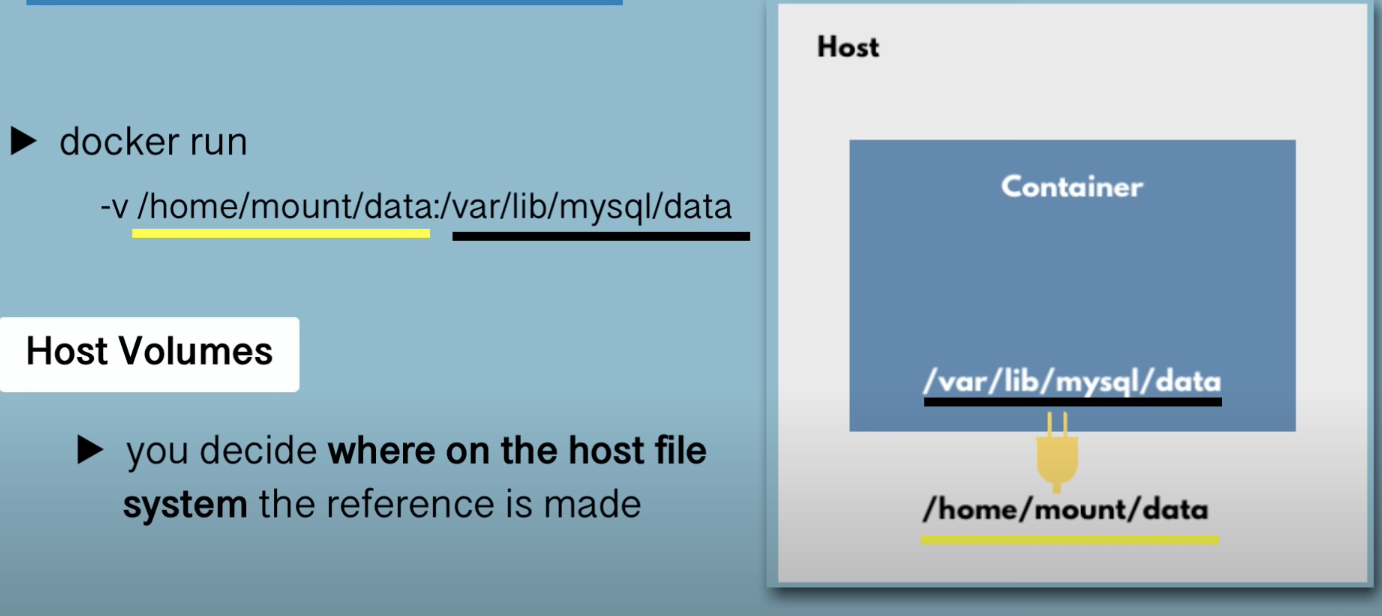 docker run
-v /home/mount/data:/var/lib/mysql/data
Host Volumes
you decide where on the host file
system the reference is made
Host
Container
/var/lib/mysql/data
/home/mount/data